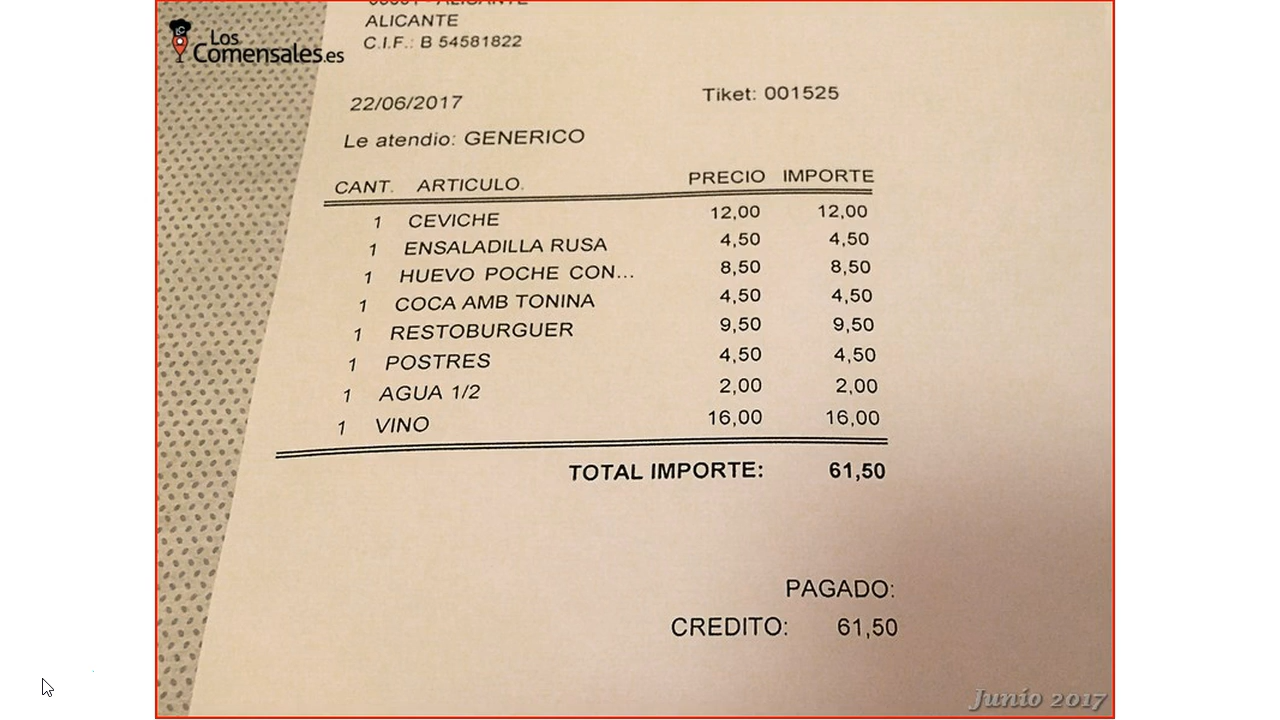 Los
Comensales.es
ALICANTE
C.I.F.: B 54581822
22/06/2017 Tiket: 001525
Le atendio: GENERICO
CANT. ARTICULO. PRECIO IMPORTE
1 CEVICHE 12,00 12,00
1 ENSALADILLA RUSA 4,50 4,50
1 HUEVO POCHE CON... 8,50 8,50
1 COCA AMB TONINA 4,50 4,50
1 RESTOBURGUER 9,50 9,50
1 POSTRES 4,50 4,50
1 AGUA 1/2 2,00 2,00
1 VINO 16,00 16,00
TOTAL IMPORTE: 61,50
PAGADO:
CREDITO: 61,50
Junio 2017